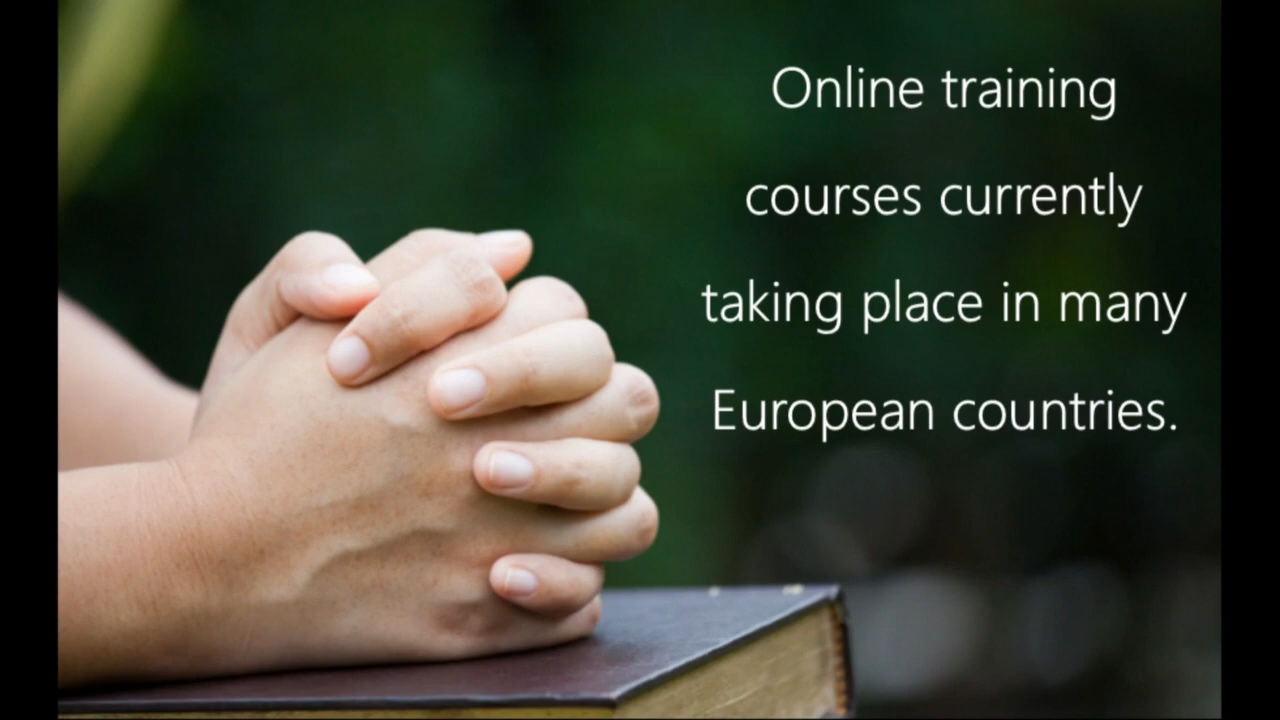 Online training
courses currently
taking place in many
European countries.